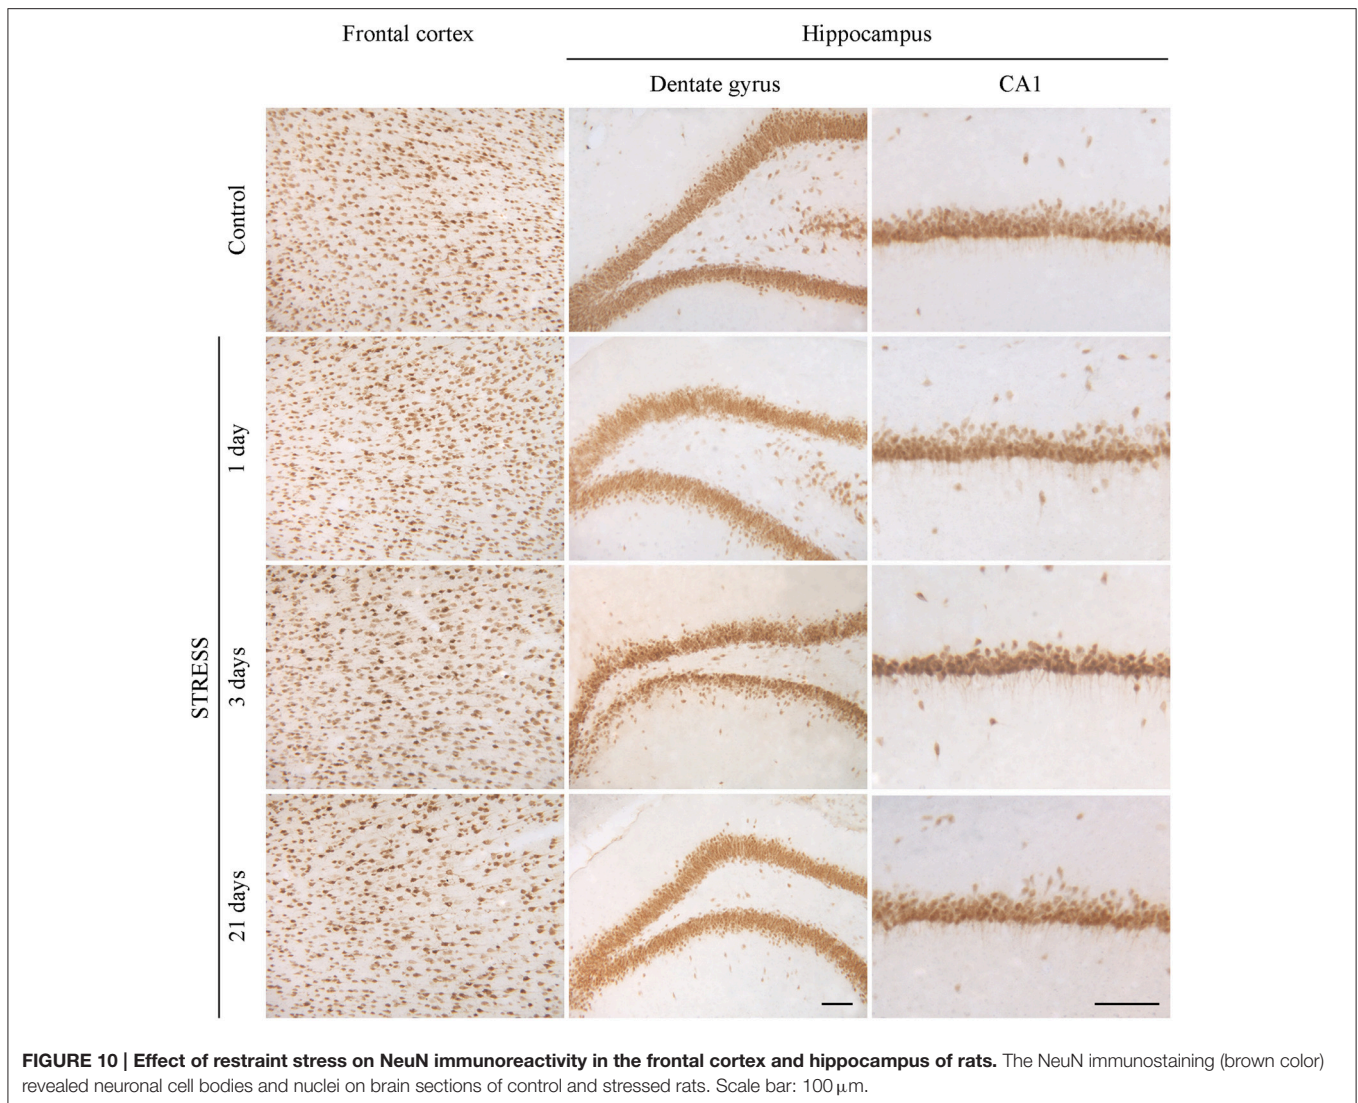 Frontal cortex
Hippocampus
Dentate gyrus
CA1
Control
STRESS
1 day
3 days
21 days
FIGURE 10 | Effect of restraint stress on NeuN immunoreactivity in the frontal cortex and hippocampus of rats. The NeuN immunostaining (brown color)
revealed neuronal cell bodies and nuclei on brain sections of control and stressed rats. Scale bar: 100 μm.